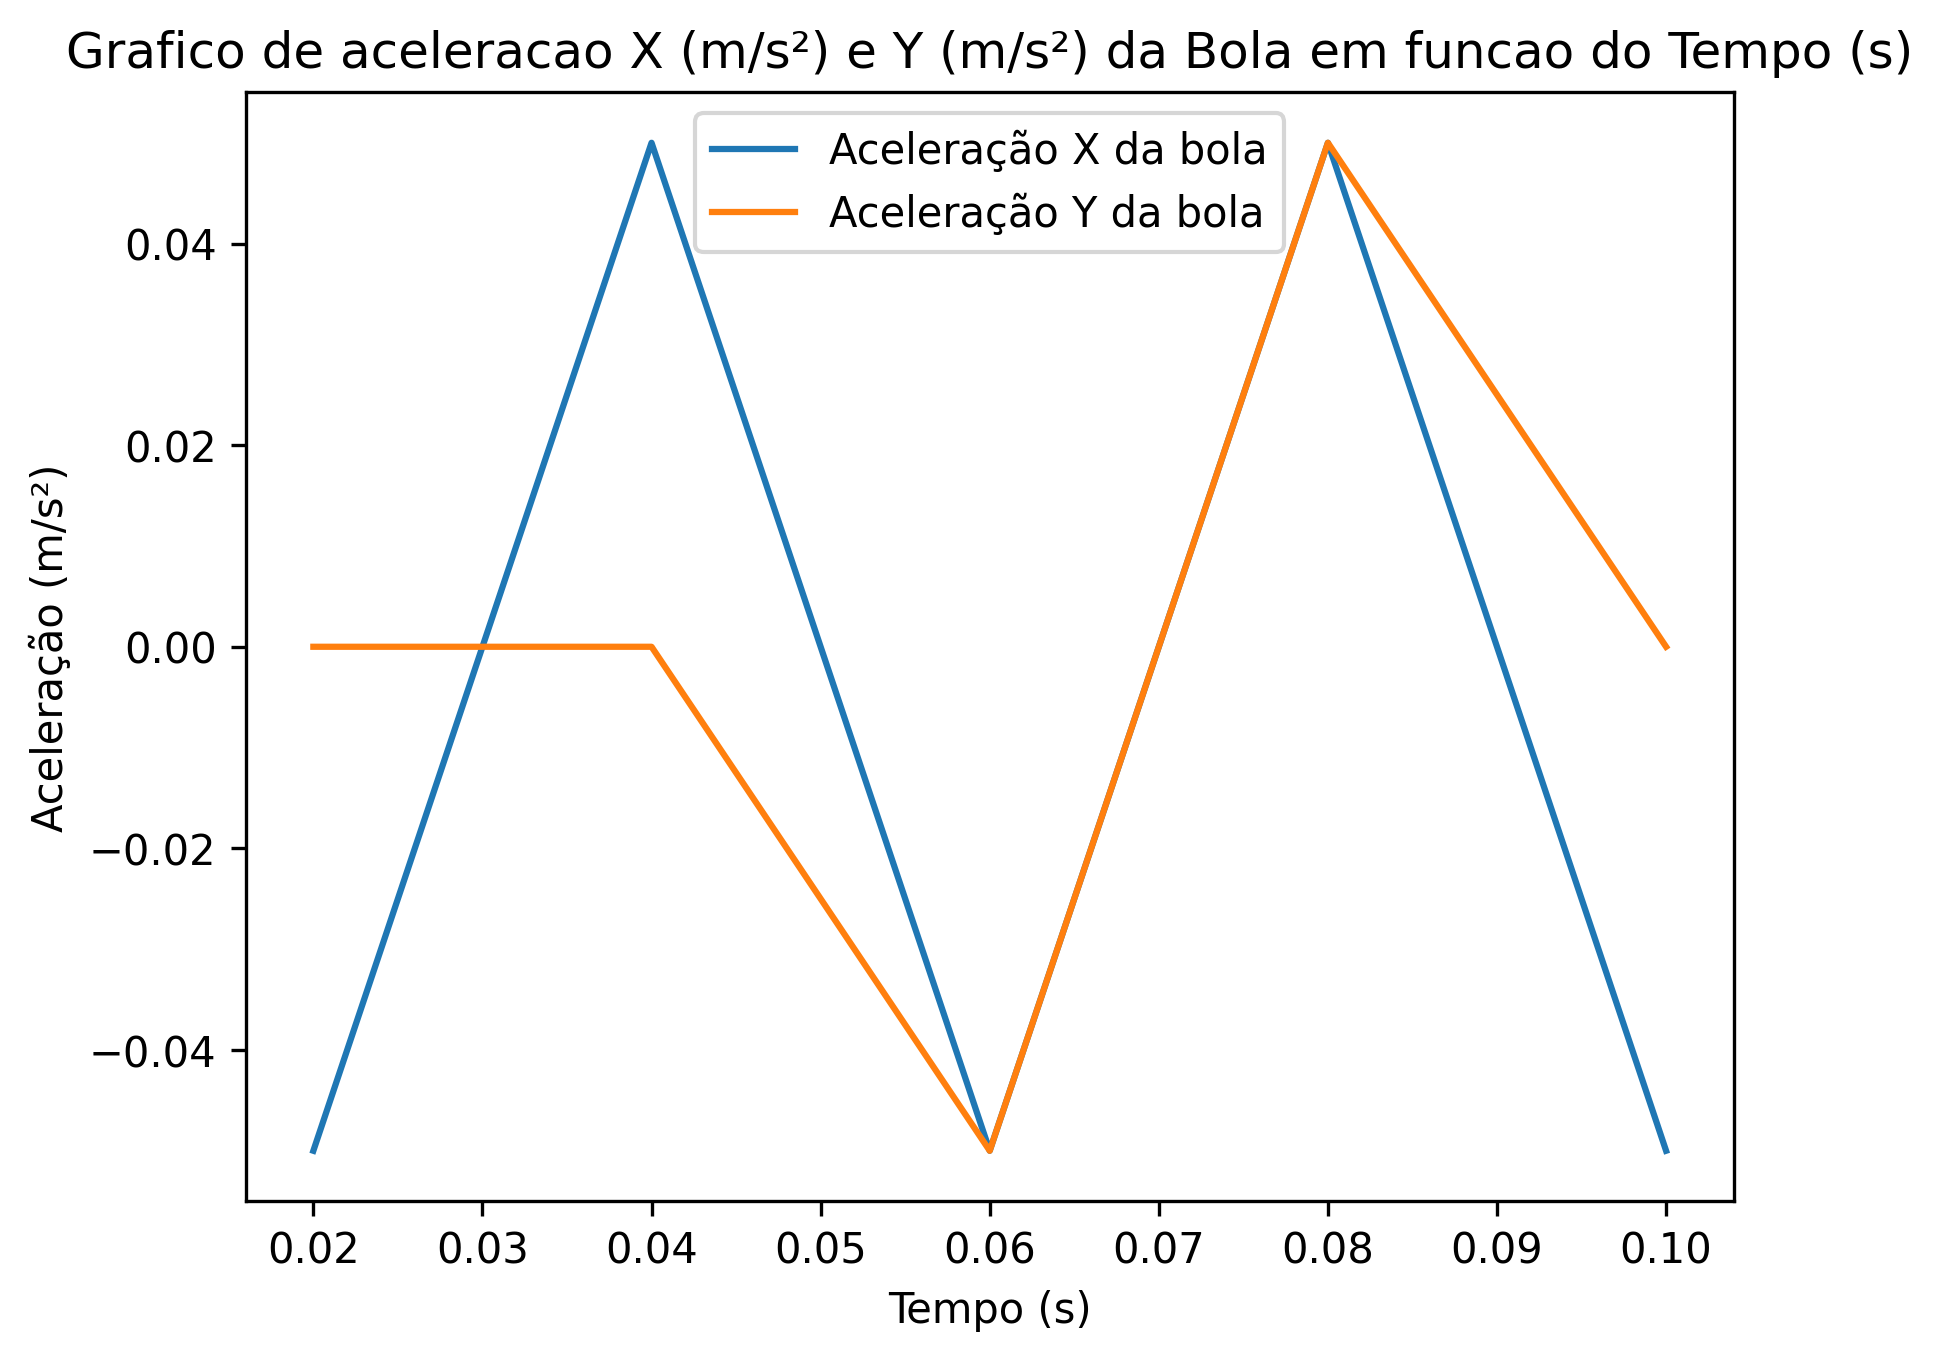 Grafico de aceleracao X (m/s²) e Y (m/s²) da Bola em funcao do Tempo (s)
Aceleração X da bola
Aceleração Y da bola
Aceleração (m/s²)
0.04
0.02
0.00
−0.02
−0.04
0.02 0.03 0.04 0.05 0.06 0.07 0.08 0.09 0.10
Tempo (s)